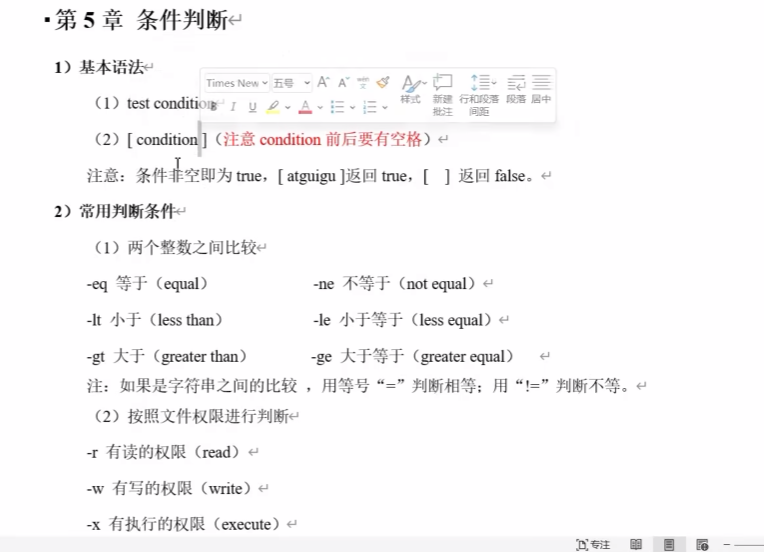 第 5 章 条件判断
1）基本语法
Times New 五号
样式 新建批注 行和段落间距 段落 居中
（1）test condition
B I U A
（2）[ condition ]（注意 condition 前后要有空格）
注意：条件非空即为 true，[ atguigu ]返回 true，[ ] 返回 false。
2）常用判断条件
（1）两个整数之间比较
-eq 等于（equal） -ne 不等于（not equal）
-lt 小于（less than） -le 小于等于（less equal）
-gt 大于（greater than） -ge 大于等于（greater equal）
注：如果是字符串之间的比较 ，用等号“=”判断相等；用“!=”判断不等。
（2）按照文件权限进行判断
-r 有读的权限（read）
-w 有写的权限（write）
-x 有执行的权限（execute）
专注